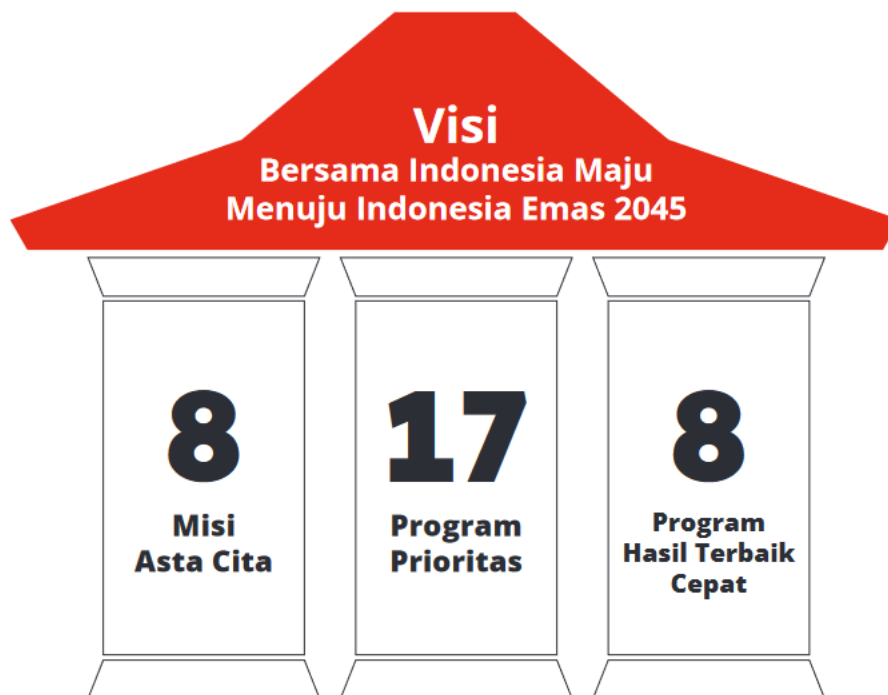 Visi
Bersama Indonesia Maju
Menuju Indonesia Emas 2045
8
Misi
Asta Cita
17
Program
Prioritas
8
Program
Hasil Terbaik
Cepat